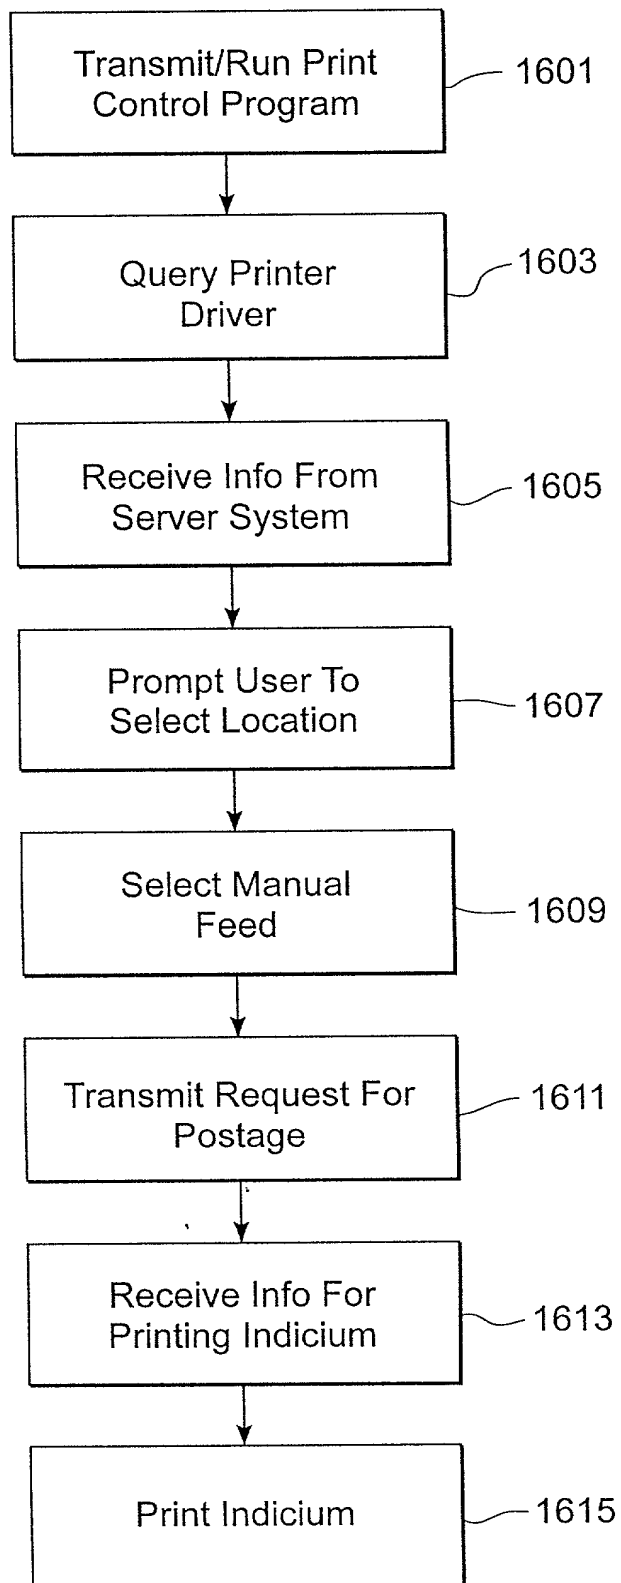 Transmit/Run Print
Control Program
1601
Query Printer
Driver
1603
Receive Info From
Server System
1605
Prompt User To
Select Location
1607
Select Manual
Feed
1609
Transmit Request For
Postage
1611
Receive Info For
Printing Indicium
1613
Print Indicium
1615